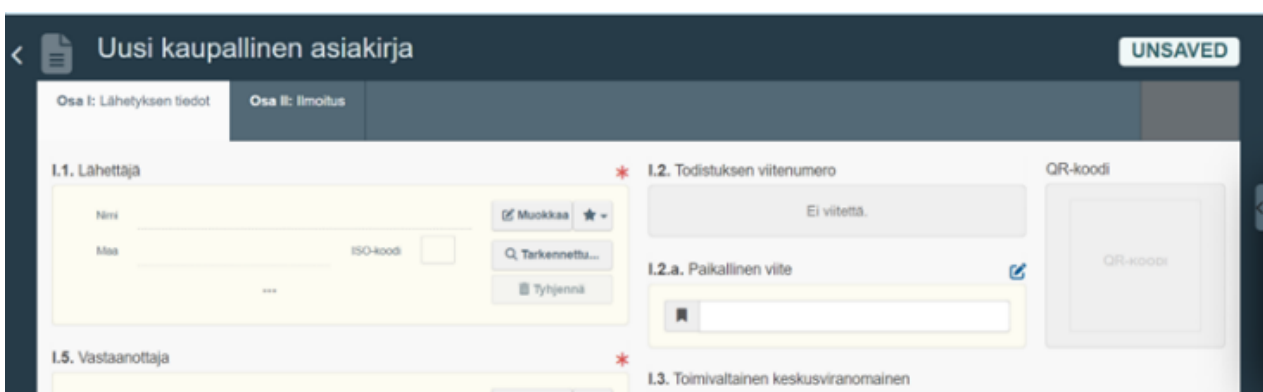 Uusi kaupallinen asiakirja
UNSAVED
Osa I: Lähetyksen tiedot
Osa II: Ilmoitus
I.1. Lähettäjä *
Nimi
Muokkaa
Maa
ISO-koodi
Tarkennettu...
...
Tyhjennä
I.2. Todistuksen viitenumero
Ei viitettä.
QR-koodi
QR-KOODI
I.2.a. Paikallinen viite
I.5. Vastaanottaja *
I.3. Toimivaltainen keskusviranomainen